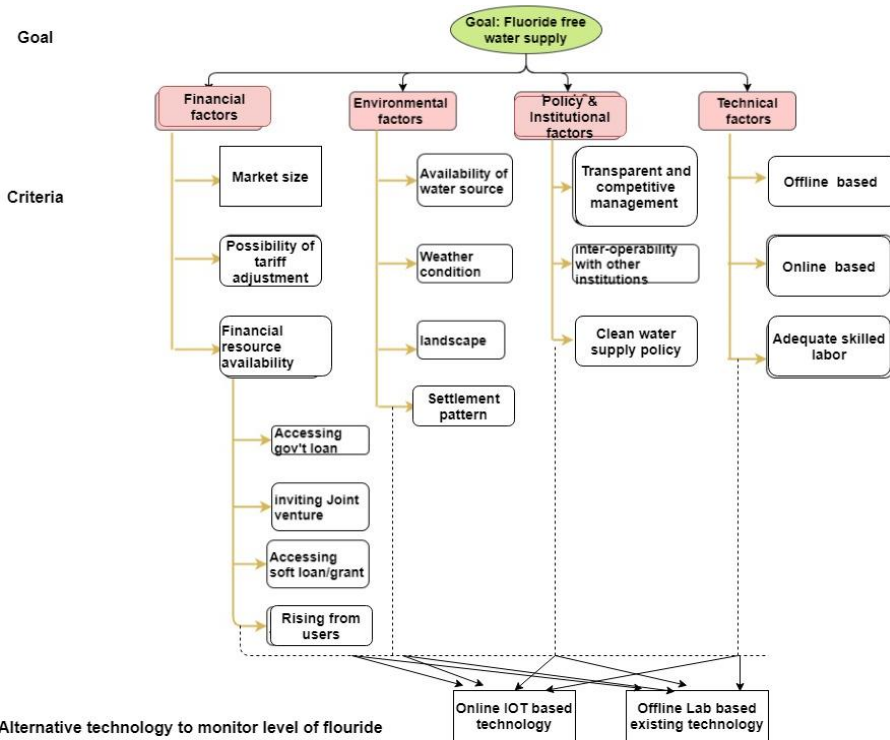 Goal
Goal: Fluoride free
water supply
Financial
factors
Environmental
factors
Policy &
Institutional
factors
Technical
factors
Criteria
Market size
Possibility of
tariff
adjustment
Financial
resource
availability
Accessing
gov't loan
inviting Joint
venture
Accessing
soft loan/grant
Rising from
users
Availability of
water source
Weather
condition
landscape
Settlement
pattern
Transparent and
competitive
management
Inter-operability
with other
institutions
Clean water
supply policy
Offline based
Online based
Adequate skilled
labor
Online IOT based
technology
Offline Lab based
existing technology
Alternative technology to monitor level of flouride